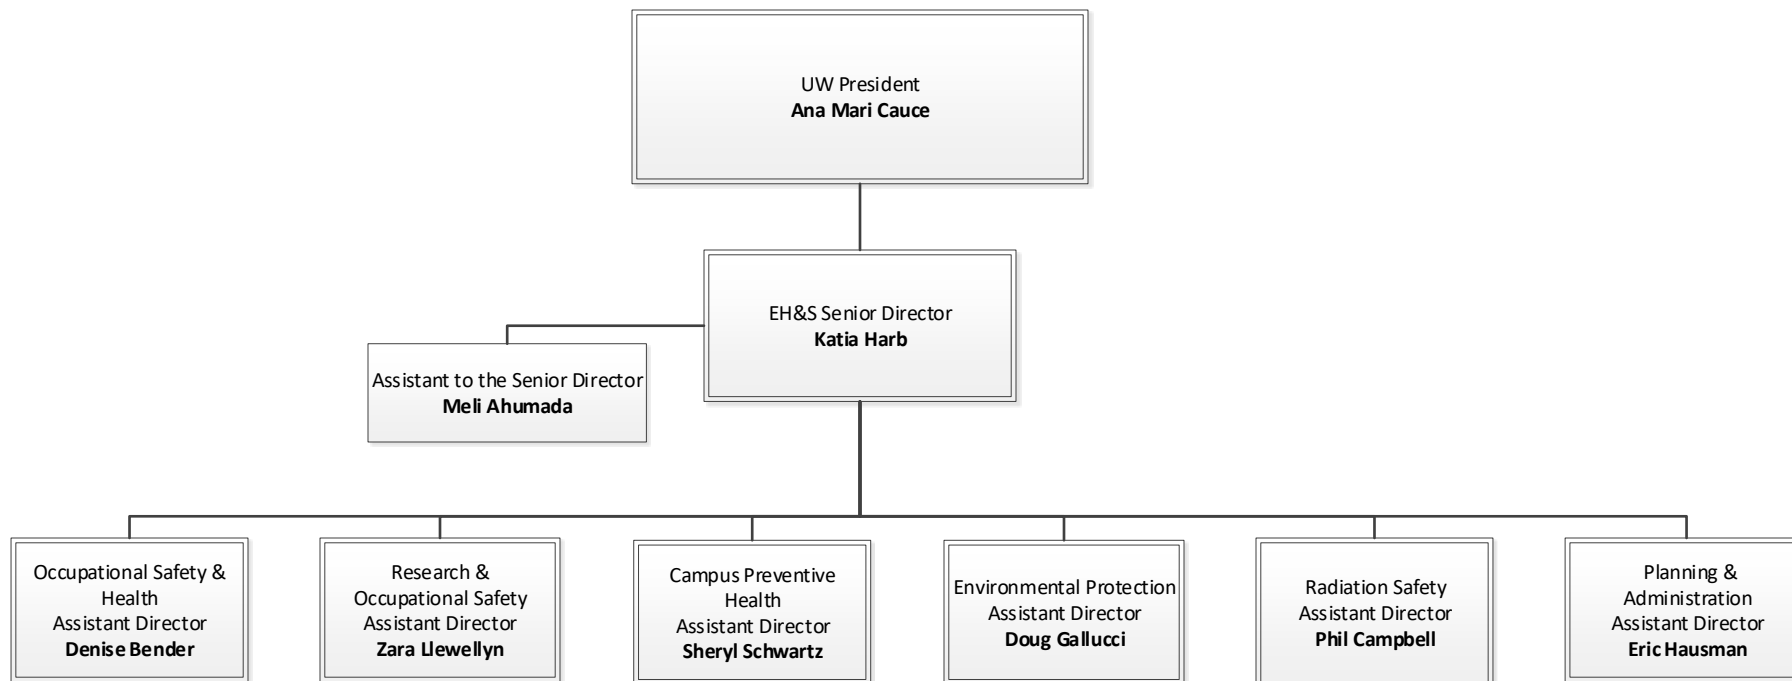 UW President
Ana Mari Cauce
EH&S Senior Director
Katia Harb
Assistant to the Senior Director
Meli Ahumada
Occupational Safety &
Health
Assistant Director
Denise Bender
Research &
Occupational Safety
Assistant Director
Zara Llewellyn
Campus Preventive
Health
Assistant Director
Sheryl Schwartz
Environmental Protection
Assistant Director
Doug Gallucci
Radiation Safety
Assistant Director
Phil Campbell
Planning &
Administration
Assistant Director
Eric Hausman